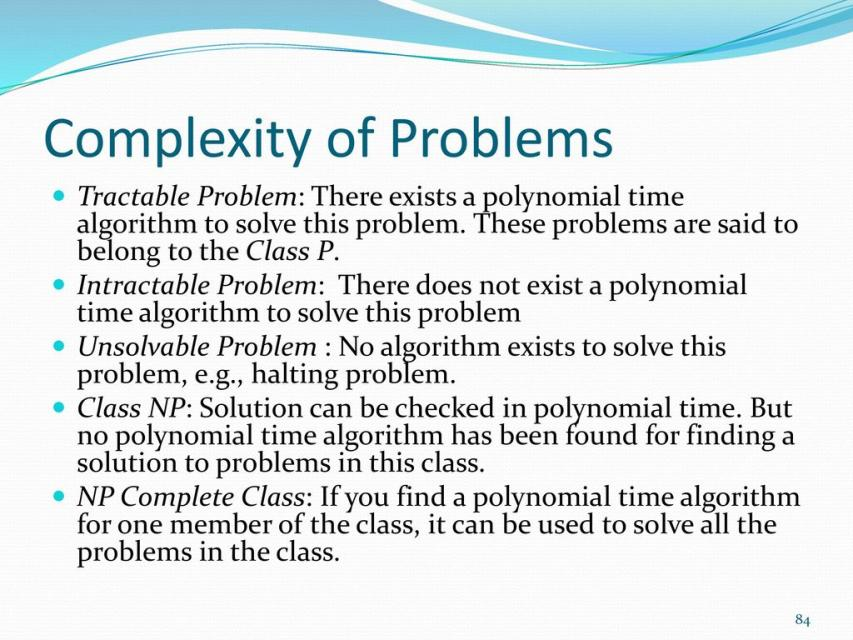 Complexity of Problems
• Tractable Problem: There exists a polynomial time
algorithm to solve this problem. These problems are said to
belong to the Class P.
• Intractable Problem:  There does not exist a polynomial
time algorithm to solve this problem
• Unsolvable Problem : No algorithm exists to solve this
problem, e.g., halting problem.
• Class NP: Solution can be checked in polynomial time. But
no polynomial time algorithm has been found for finding a
solution to problems in this class.
• NP Complete Class: If you find a polynomial time algorithm
for one member of the class, it can be used to solve all the
problems in the class.
84